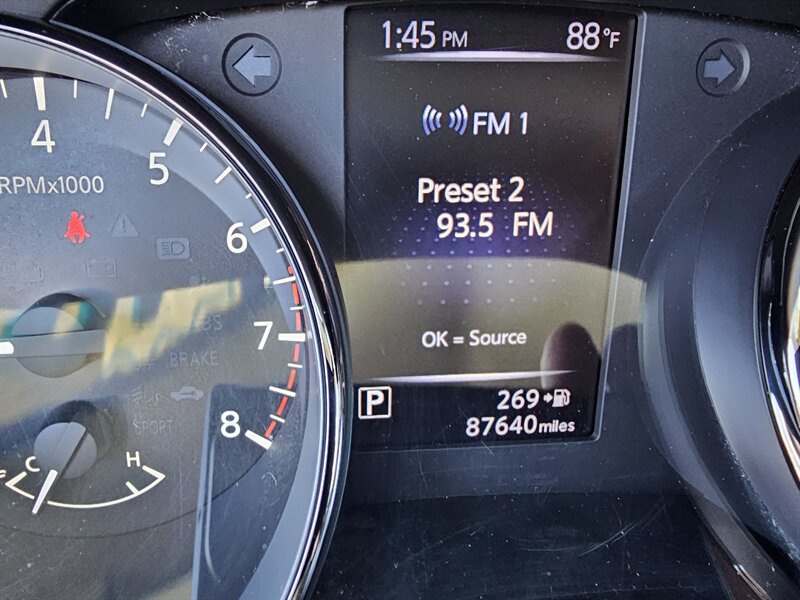 1:45 PM 88°F
FM 1
Preset 2
93.5 FM
OK = Source
P
269
87640 miles
4
5
RPMx1000
6
7
8
BRAKE
SPORT
C H